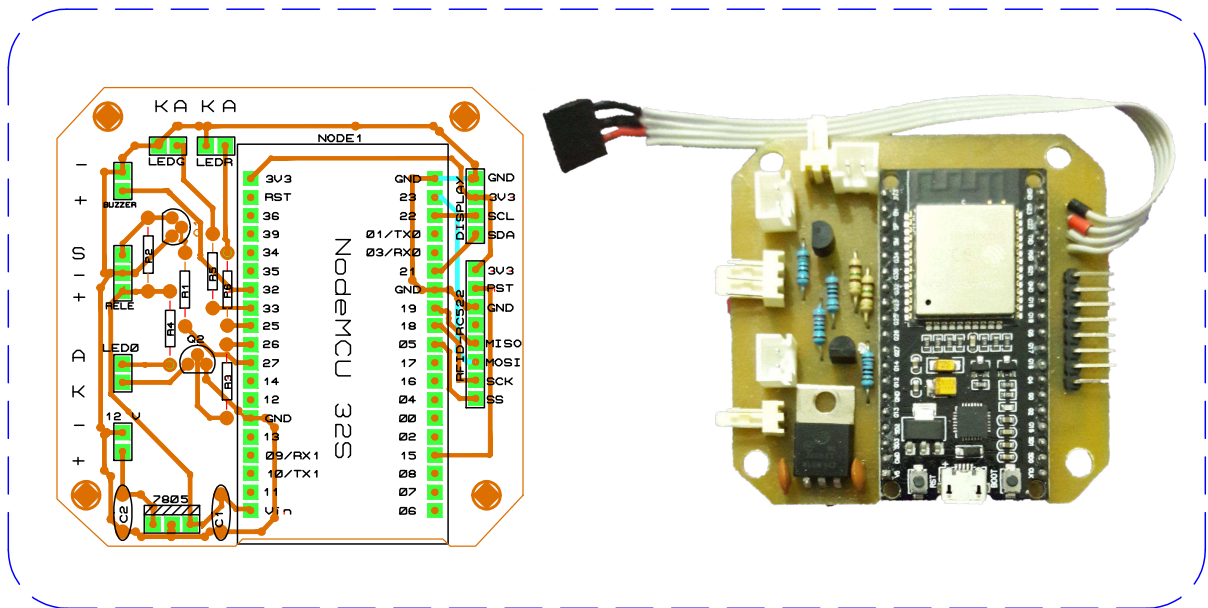 K A K A
NODE1
LEDG
LEDR
-
+
BUZZER
S
-
+
RELE
LED0
A
K
12 V
-
+
R2
R1
R5
R6
R4
Q2
R3
7805
C2
C1
NodeMCU 32S
3V3
RST
36
39
34
35
32
33
25
26
27
14
12
GND
13
09/RX1
10/TX1
11
Vin
GND
23
22
01/TX0
03/RX0
21
GND
19
18
05
17
16
04
00
02
15
08
07
06
DISPLAY
GND
3V3
SCL
SDA
RFID-RC522
3V3
RST
GND
MISO
MOSI
SCK
SS
RST
BOOT